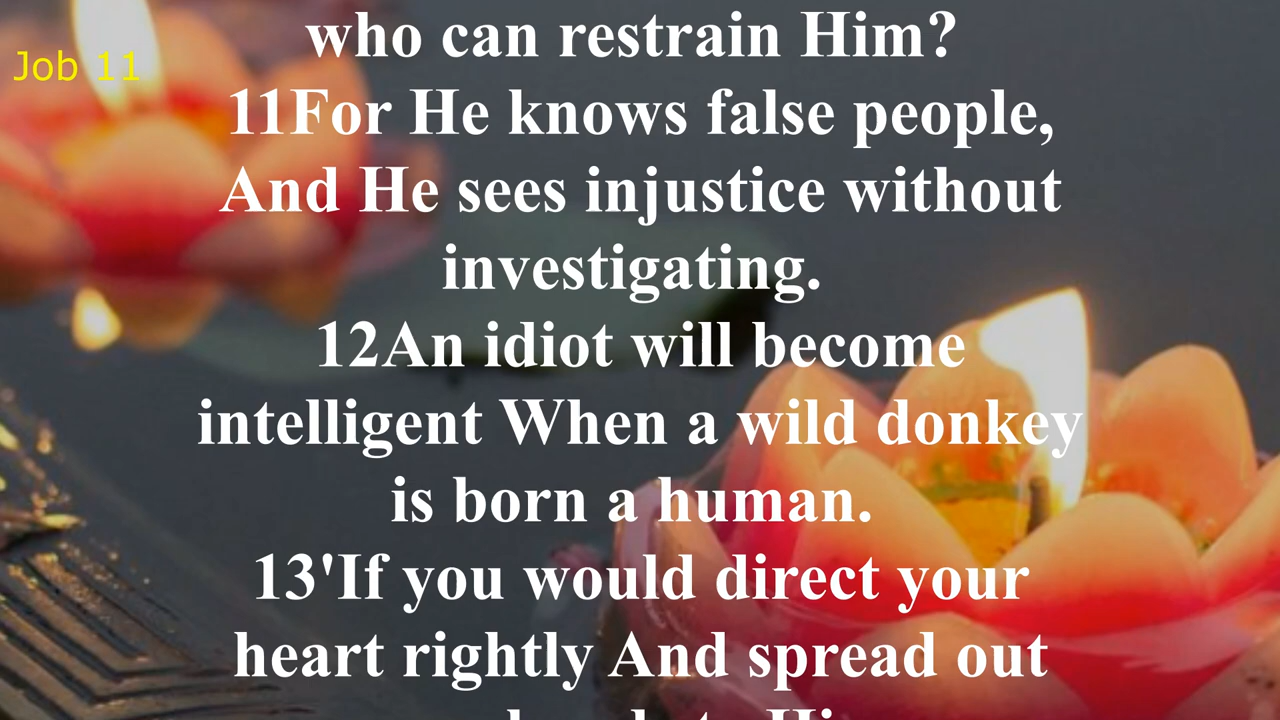 who can restrain Him?
Job 11
11For He knows false people,
And He sees injustice without
investigating.
12An idiot will become
intelligent When a wild donkey
is born a human.
13'If you would direct your
heart rightly And spread out